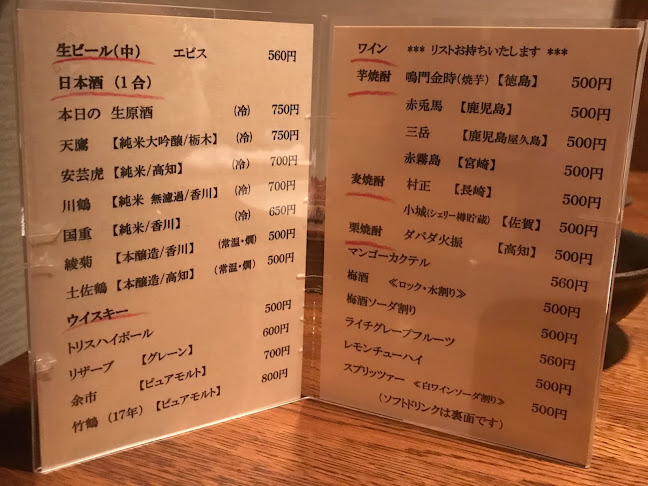 生ビール(中) エビス 560円
日本酒 (1合)
本日の 生原酒 (冷) 750円
天鷹 【純米大吟醸/栃木】 (冷) 750円
安芸虎 【純米/高知】 (冷) 700円
川鶴 【純米 無濾過/香川】 (冷) 700円
国重 【純米/香川】 (冷) 650円
綾菊 【本醸造/香川】 (常温・燗) 500円
土佐鶴 【本醸造/高知】 (常温・燗) 500円
ウイスキー
トリスハイボール 500円
リザーブ 【グレーン】 600円
余市 【ピュアモルト】 700円
竹鶴 (17年) 【ピュアモルト】 800円
ワイン *** リストお持ちいたします ***
芋焼酎 鳴門金時(焼芋) 【徳島】 500円
赤兎馬 【鹿児島】 500円
三岳 【鹿児島屋久島】 500円
赤霧島 【宮崎】 500円
麦焼酎 村正 【長崎】 500円
小城(シェリー樽貯蔵) 【佐賀】 500円
栗焼酎 ダバダ火振 【高知】 500円
マンゴーカクテル 560円
梅酒 ≪ロック・水割り≫ 500円
梅酒ソーダ割り 500円
ライチグレープフルーツ 560円
レモンチューハイ 500円
スプリッツァー ≪白ワインソーダ割り≫ 500円
(ソフトドリンクは裏面です)